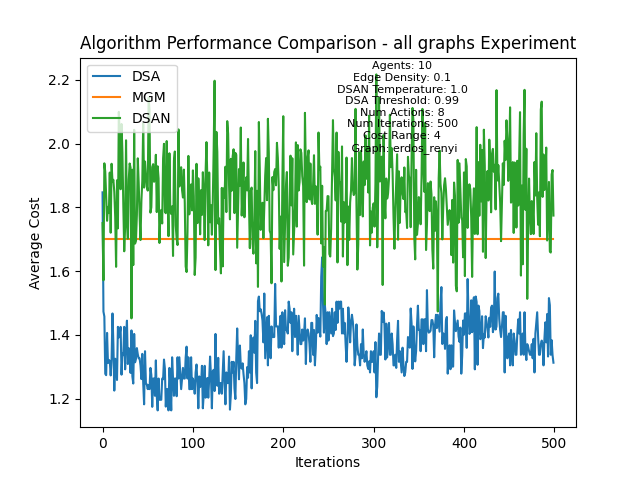 Algorithm Performance Comparison - all graphs Experiment
DSA
MGM
DSAN
Agents: 10
Edge Density: 0.1
DSAN Temperature: 1.0
DSA Threshold: 0.99
Num Actions: 8
Num Iterations: 500
Cost Range: 4
Graph: erdos_renyi
Average Cost
2.2
2.0
1.8
1.6
1.4
1.2
0 100 200 300 400 500
Iterations